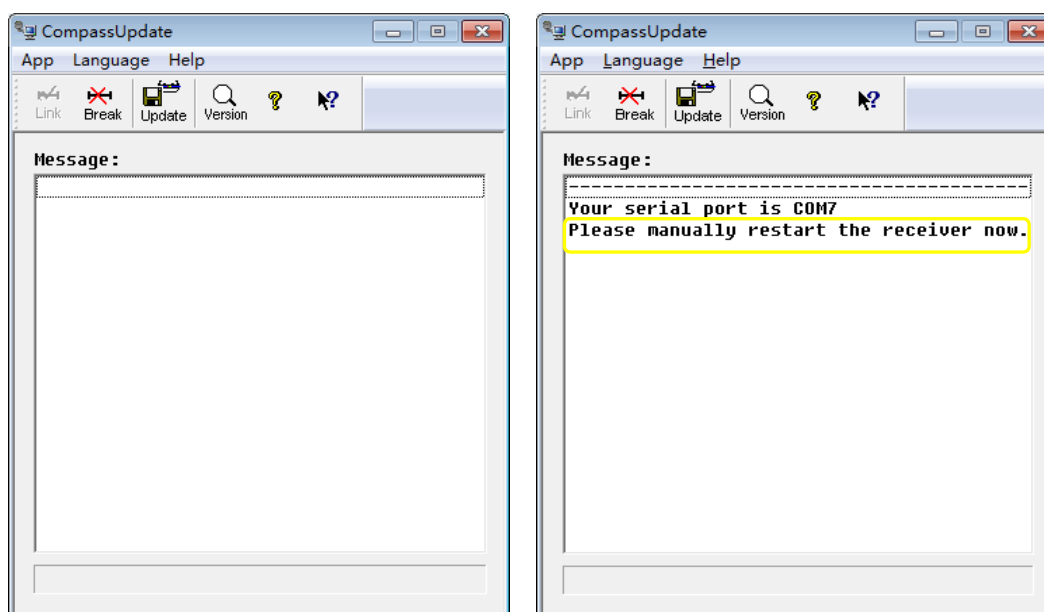 CompassUpdate
App Language Help
Link Break Update Version
Message:
CompassUpdate
App Language Help
Link Break Update Version
Message:
----------------------------------------
Your serial port is COM7
Please manually restart the receiver now.